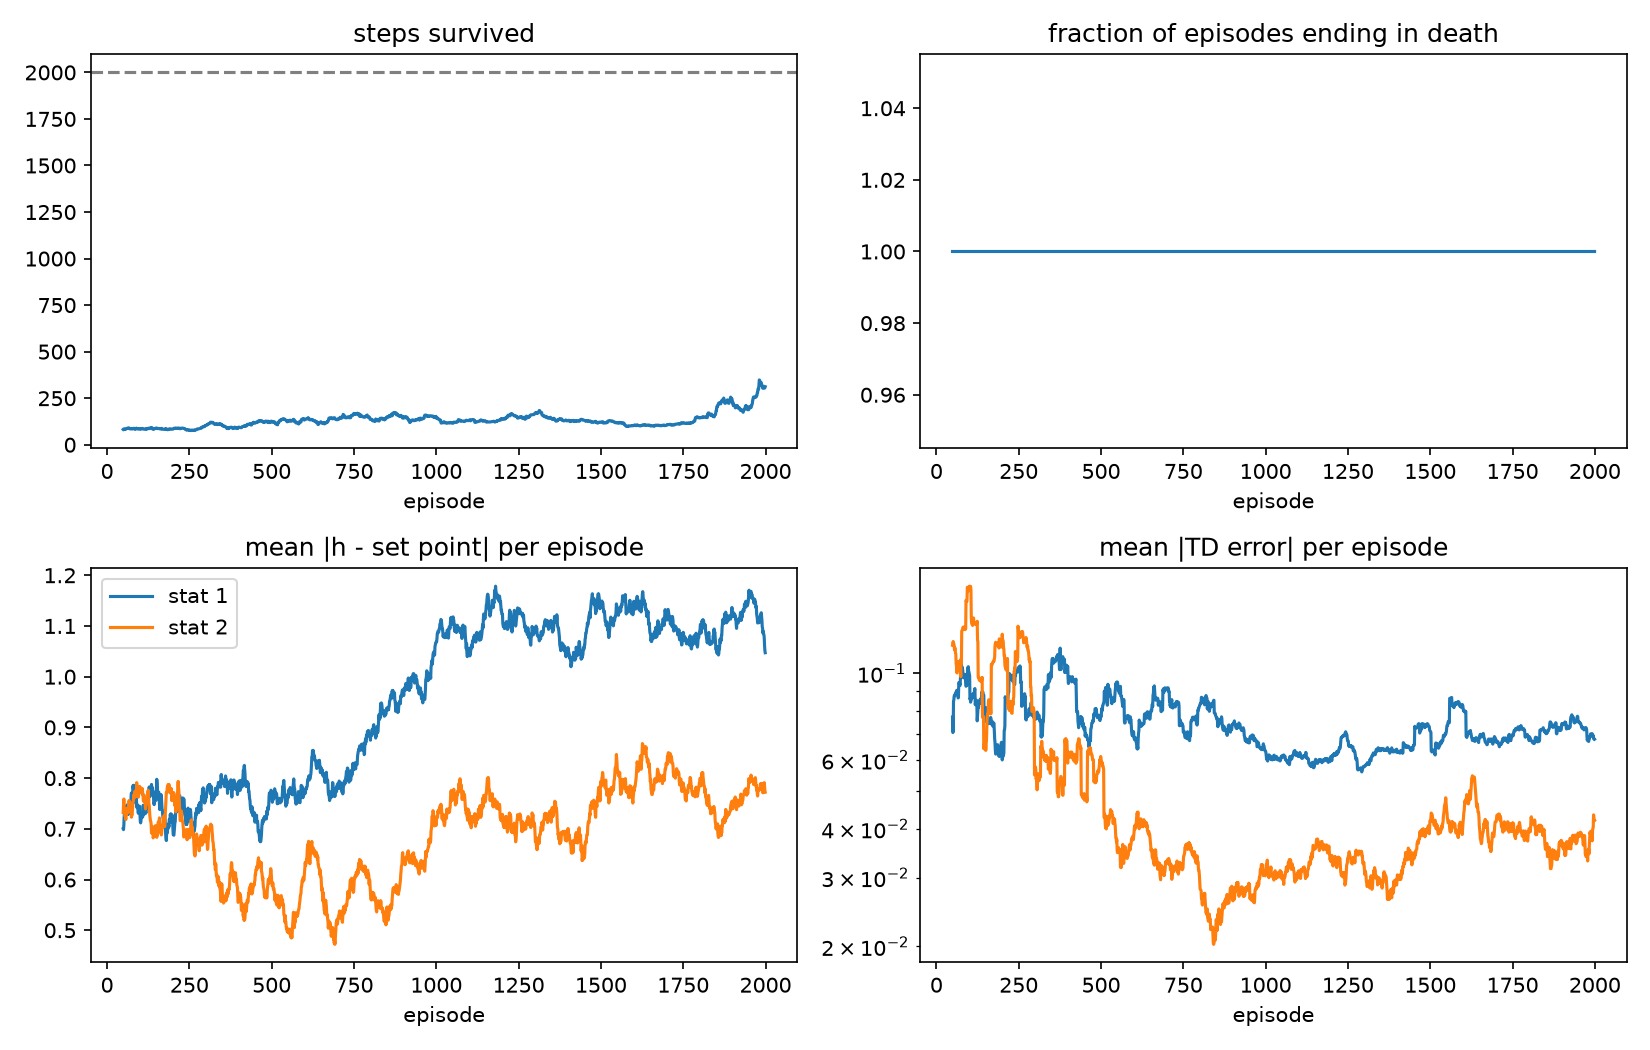 steps survived
2000
1750
1500
1250
1000
750
500
250
0
0 250 500 750 1000 1250 1500 1750 2000
episode
fraction of episodes ending in death
1.04
1.02
1.00
0.98
0.96
0 250 500 750 1000 1250 1500 1750 2000
episode
mean |h - set point| per episode
1.2
1.1
1.0
0.9
0.8
0.7
0.6
0.5
stat 1
stat 2
0 250 500 750 1000 1250 1500 1750 2000
episode
mean |TD error| per episode
10⁻¹
6 × 10⁻²
4 × 10⁻²
3 × 10⁻²
2 × 10⁻²
0 250 500 750 1000 1250 1500 1750 2000
episode